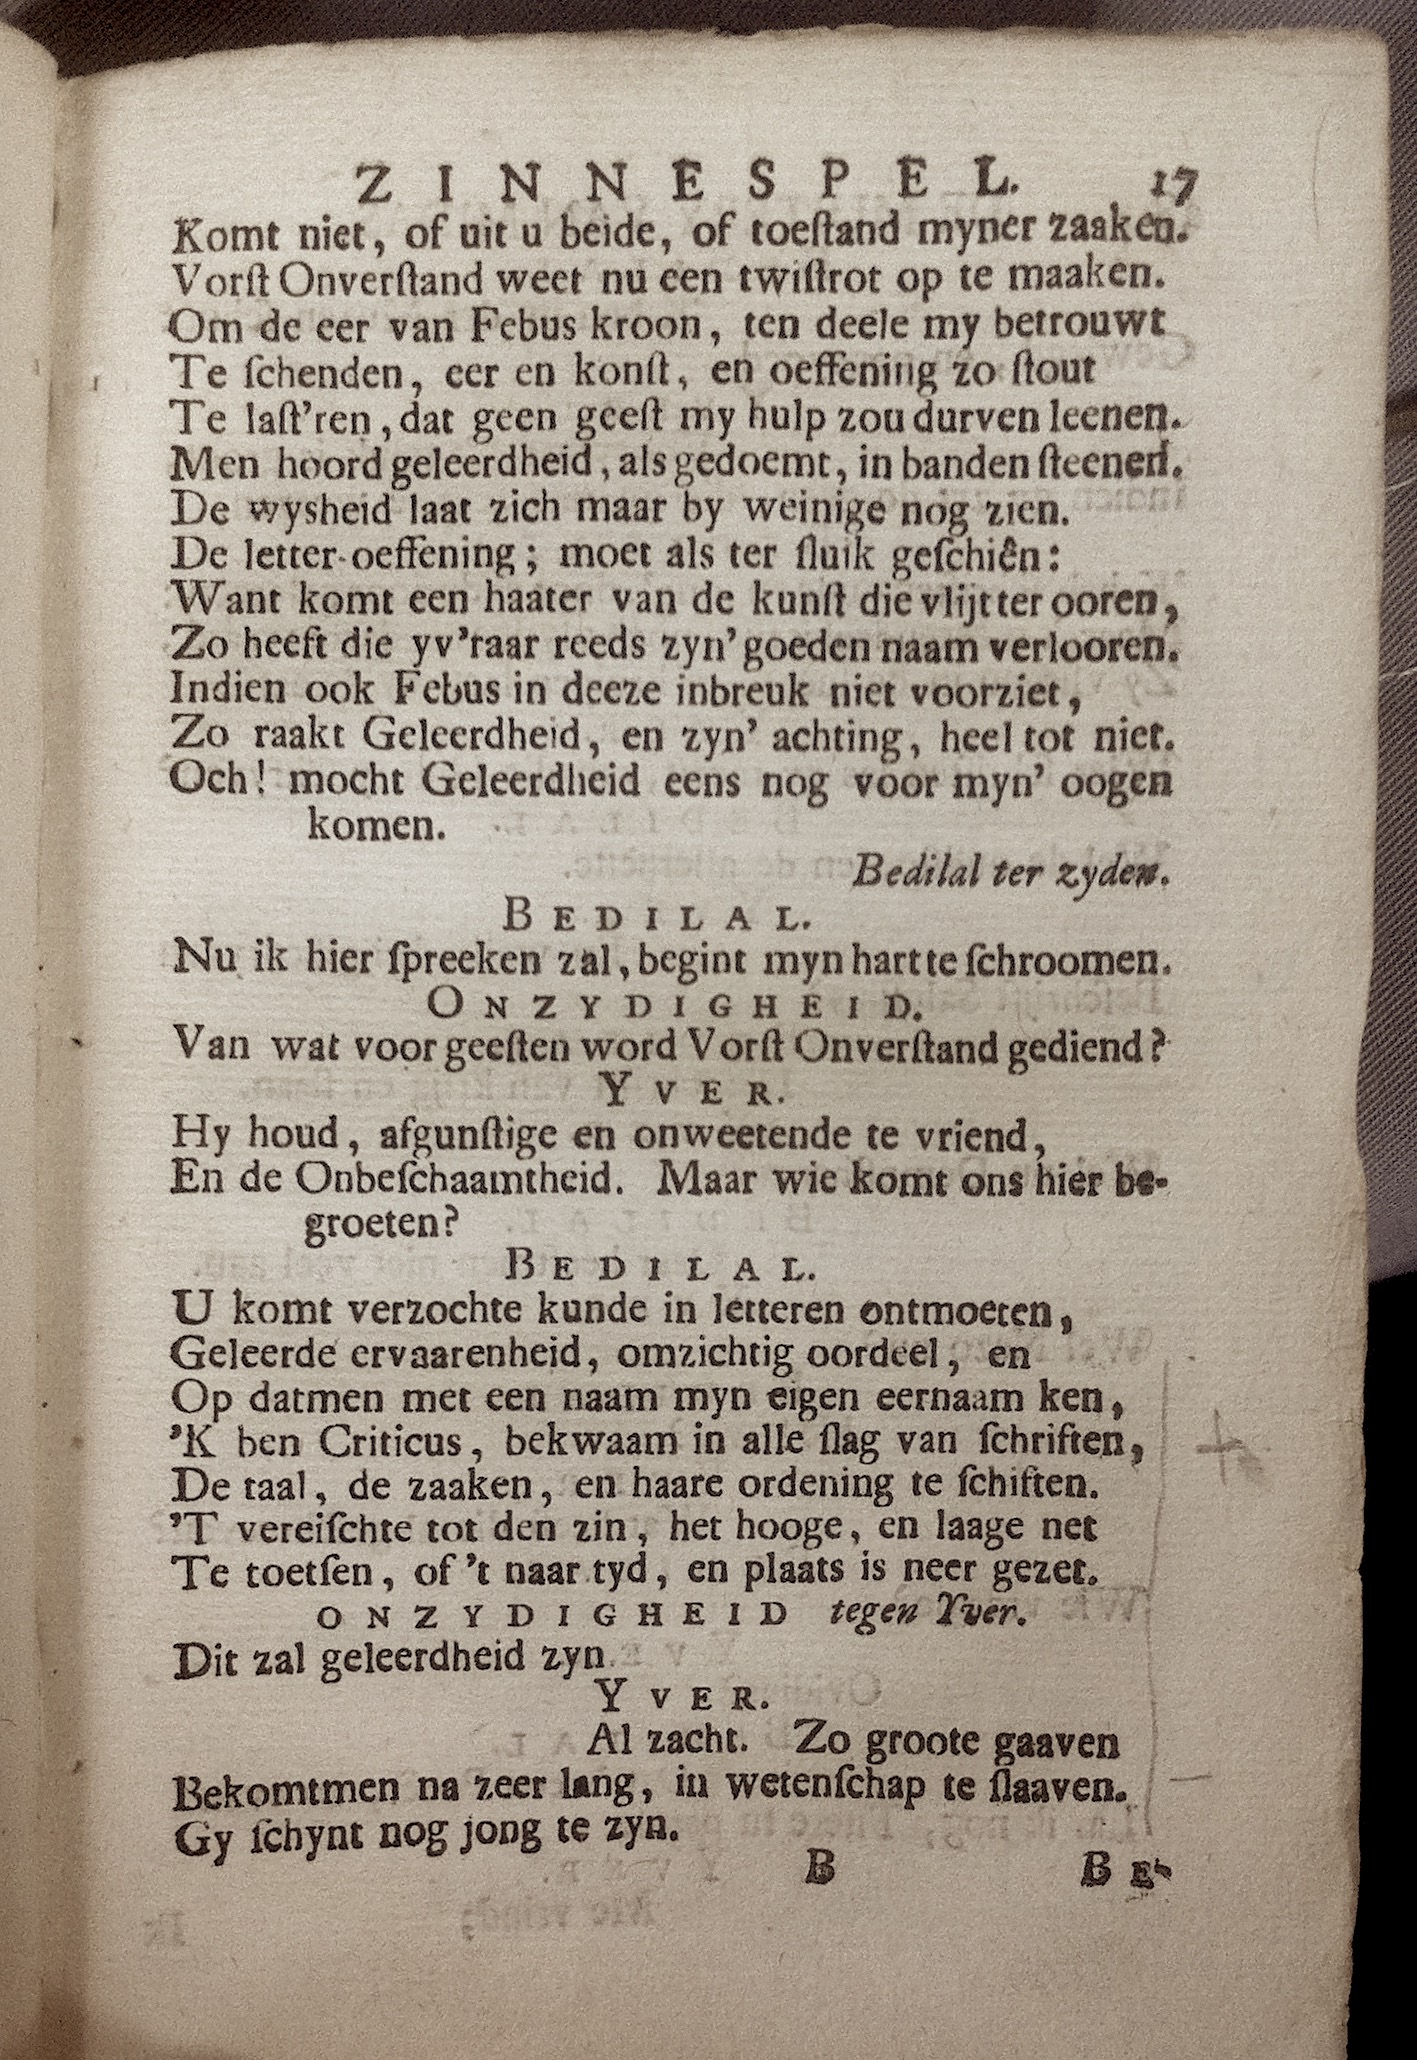 ZINNESPEL. 17
Komt niet, of uit u beide, of toeſtand myner zaaken.
Vorſt Onverſtand weet nu een twiſtrot op te maaken.
Om de eer van Febus kroon, ten deele my betrouwt
Te ſchenden, eer en konſt, en oeffening zo ſtout
Te laſt'ren, dat geen geeſt my hulp zou durven leenen.
Men hoord geleerdheid, als gedoemt, in banden ſteenen.
De wysheid laat zich maar by weinige nog zien.
De letter-oeffening; moet als ter ſluik geſchiên:
Want komt een haater van de kunſt die vlijt ter ooren,
Zo heeft die yv'raar reeds zyn' goeden naam verlooren.
Indien ook Febus in deeze inbreuk niet voorziet,
Zo raakt Geleerdheid, en zyn' achting, heel tot niet.
Och! mocht Geleerdheid eens nog voor myn' oogen
komen.
Bedilal ter zyden.
BEDILAL.
Nu ik hier ſpreeken zal, begint myn hart te ſchroomen.
ONZYDIGHEID.
Van wat voor geeſten word Vorſt Onverſtand gediend?
YVER.
Hy houd, afgunſtige en onweetende te vriend,
En de Onbeſchaamtheid. Maar wie komt ons hier be-
groeten?
BEDILAL.
U komt verzochte kunde in letteren ontmoeten,
Geleerde ervaarenheid, omzichtig oordeel, en
Op datmen met een naam myn eigen eernaam ken,
'K ben Criticus, bekwaam in alle ſlag van ſchriften,
De taal, de zaaken, en haare ordening te ſchiften.
'T vereiſchte tot den zin, het hooge, en laage net
Te toetſen, of 't naar tyd, en plaats is neer gezet.
ONZYDIGHEID tegen Yver.
Dit zal geleerdheid zyn.
YVER.
Al zacht. Zo groote gaaven
Bekomtmen na zeer lang, in wetenſchap te ſlaaven.
Gy ſchynt nog jong te zyn.
B BE-